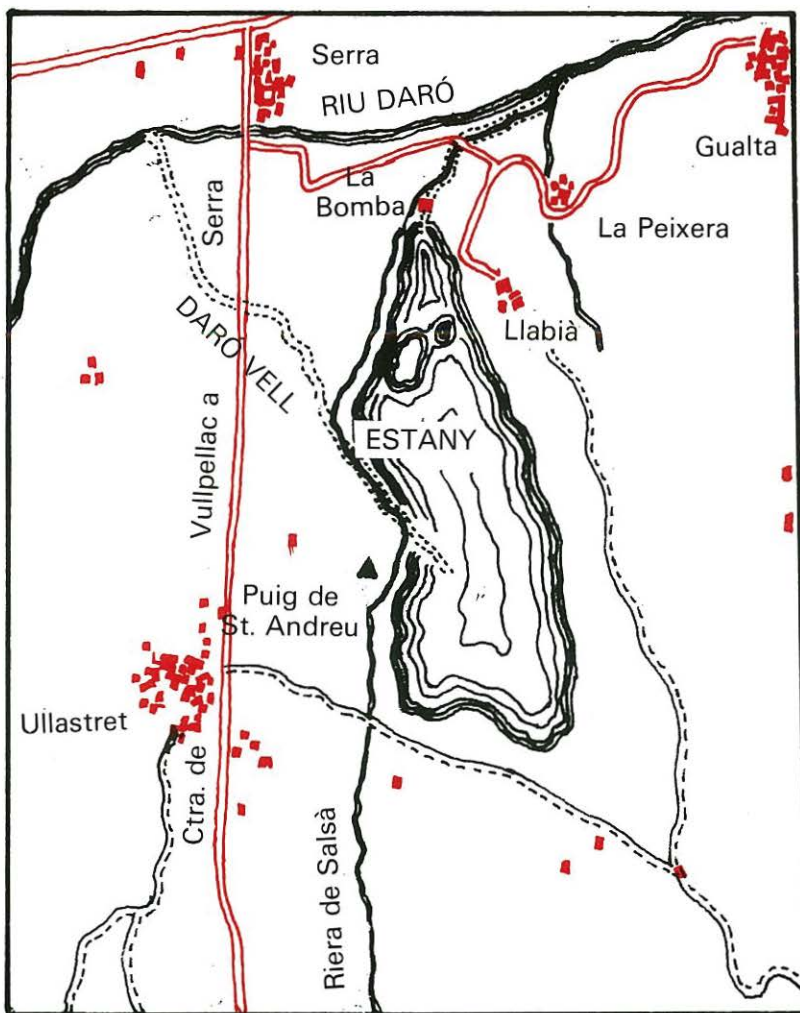 Serra
RIU DARÓ
Gualta
La
Bomba
La Peixera
Llabià
DARÓ VELL
ESTANY
Ctra. de Vullpellac a Serra
Puig de
St. Andreu
Ullastret
Riera de Salsà